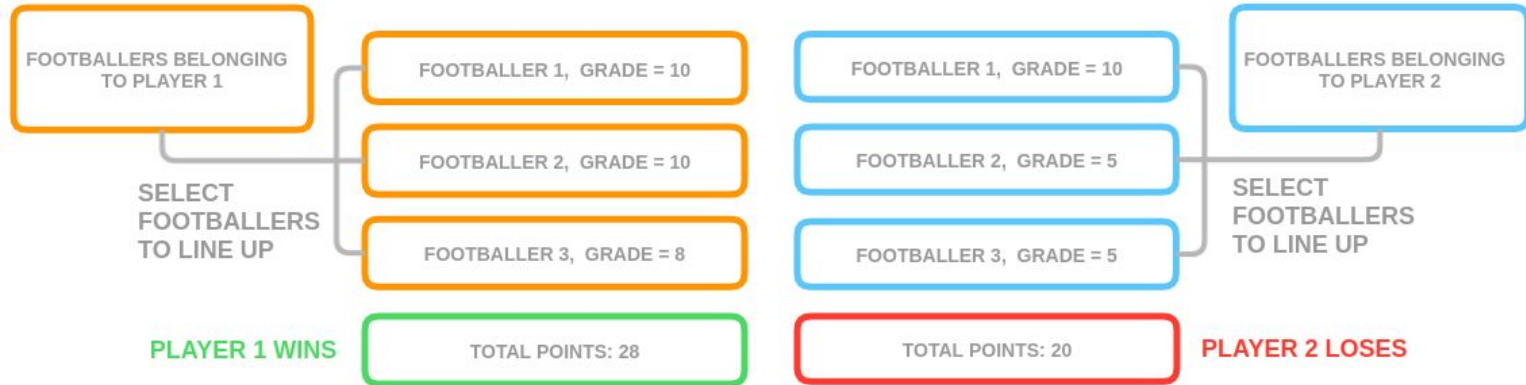 FOOTBALLERS BELONGING
TO PLAYER 1
FOOTBALLER 1,  GRADE = 10
FOOTBALLER 2,  GRADE = 10
FOOTBALLER 3,  GRADE = 8
SELECT
FOOTBALLERS
TO LINE UP
PLAYER 1 WINS
TOTAL POINTS: 28
FOOTBALLERS BELONGING
TO PLAYER 2
FOOTBALLER 1,  GRADE = 10
FOOTBALLER 2,  GRADE = 5
FOOTBALLER 3,  GRADE = 5
SELECT
FOOTBALLERS
TO LINE UP
TOTAL POINTS: 20
PLAYER 2 LOSES